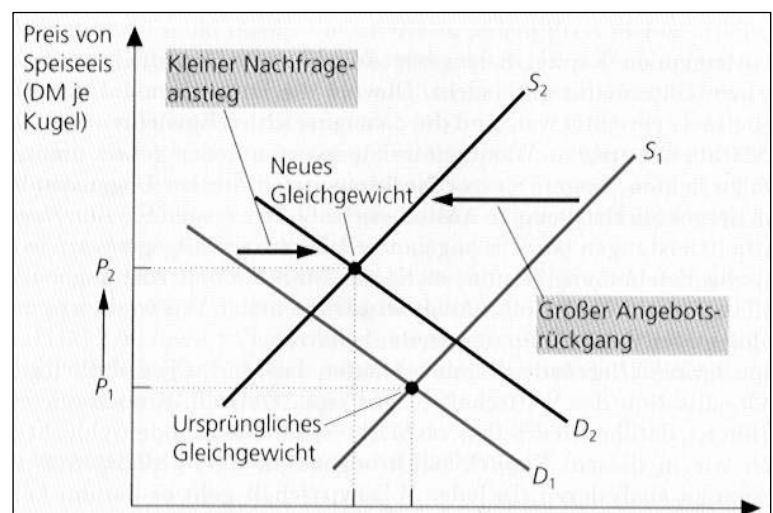 Preis von
Speiseeis
(DM je
Kugel)
Kleiner Nachfrage-
anstieg
S2
S1
Neues
Gleichgewicht
P2
Großer Angebots-
rückgang
P1
Ursprüngliches
Gleichgewicht
D2
D1